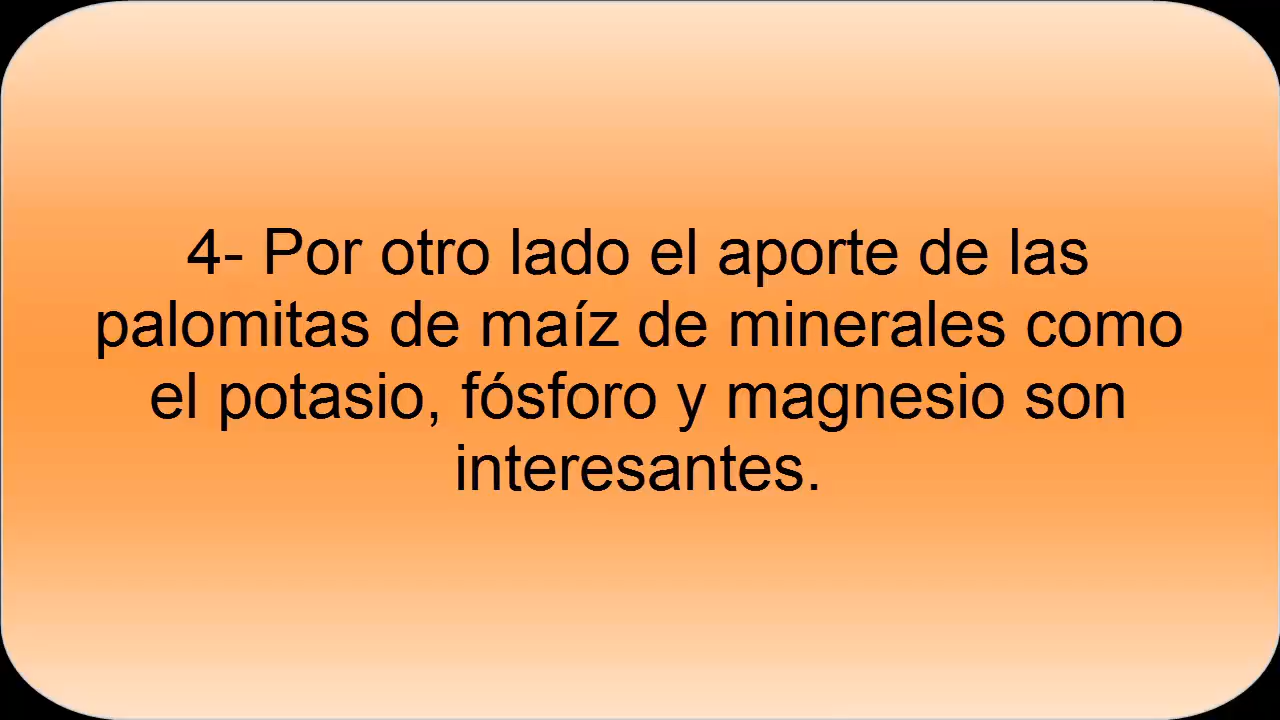 4- Por otro lado el aporte de las
palomitas de maíz de minerales como
el potasio, fósforo y magnesio son
interesantes.